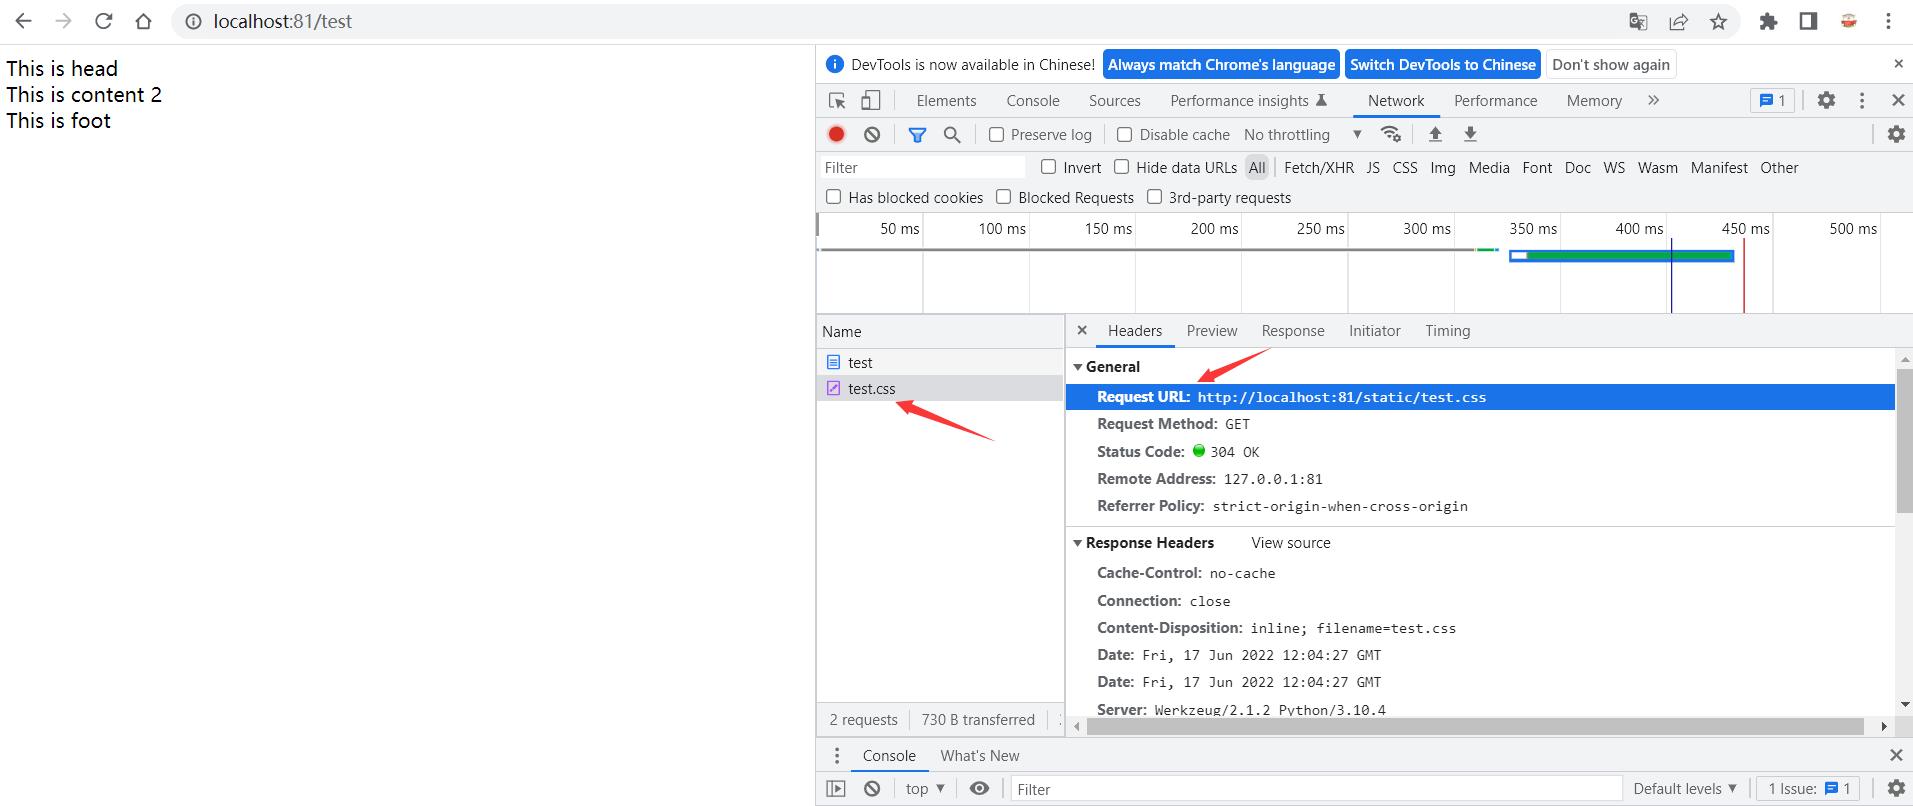 localhost:81/test
This is head
This is content 2
This is foot
DevTools is now available in Chinese! Always match Chrome's language Switch DevTools to Chinese Don't show again
Elements Console Sources Performance insights Network Performance Memory 1
Preserve log Disable cache No throttling
Filter Invert Hide data URLs All Fetch/XHR JS CSS Img Media Font Doc WS Wasm Manifest Other
Has blocked cookies Blocked Requests 3rd-party requests
50 ms 100 ms 150 ms 200 ms 250 ms 300 ms 350 ms 400 ms 450 ms 500 ms
Name
test
test.css
2 requests 730 B transferred
Headers Preview Response Initiator Timing
General
Request URL: http://localhost:81/static/test.css
Request Method: GET
Status Code: 304 OK
Remote Address: 127.0.0.1:81
Referrer Policy: strict-origin-when-cross-origin
Response Headers View source
Cache-Control: no-cache
Connection: close
Content-Disposition: inline; filename=test.css
Date: Fri, 17 Jun 2022 12:04:27 GMT
Date: Fri, 17 Jun 2022 12:04:27 GMT
Server: Werkzeug/2.1.2 Python/3.10.4
Console What's New
top Filter Default levels 1 Issue: 1